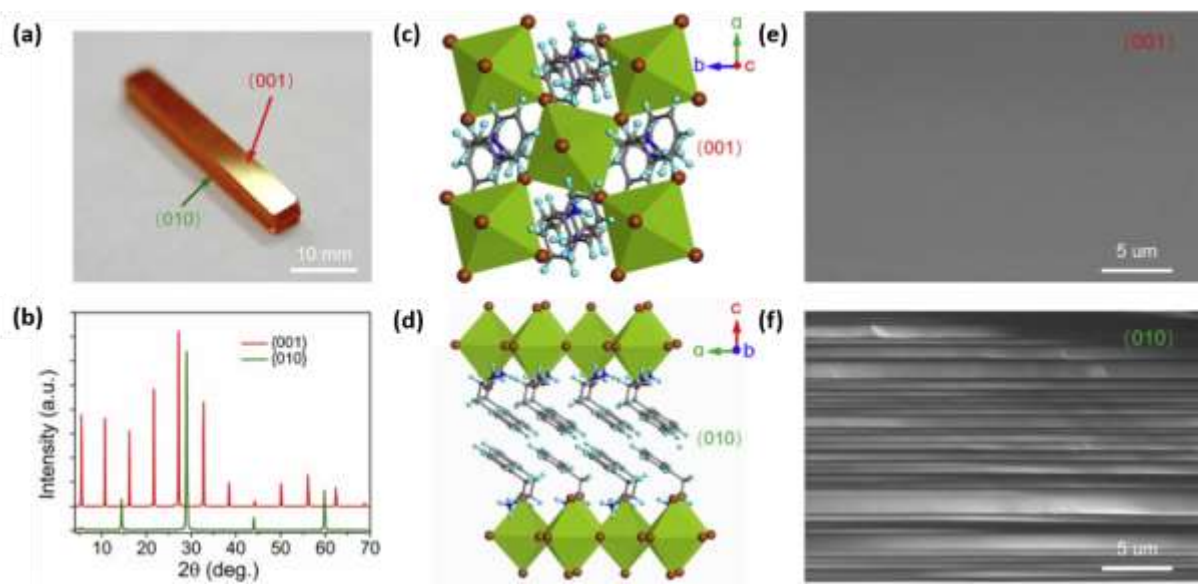 (a)
(001)
(010)
10 mm
(b)
Intensity (a.u.)
{001}
{010}
10 20 30 40 50 60 70
2θ (deg.)
(c)
a
b c
(001)
(d)
c
a b
(010)
(e)
(001)
5 um
(f)
(010)
5 um